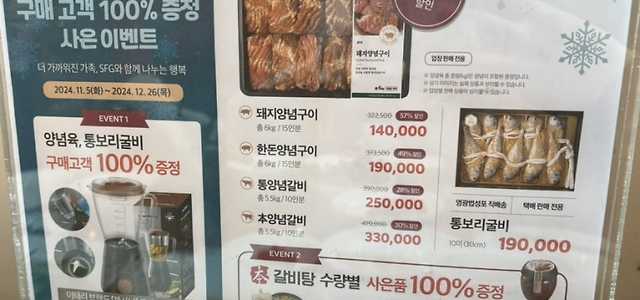 구매 고객 100% 증정
사은 이벤트
더 가까워진 가족, SFG와 함께 나누는 행복
2024. 11. 5(화) ~ 2024. 12. 26(목)
EVENT 1
양념육, 통보리굴비
구매고객 100% 증정
할인
돼지양념구이
돼지양념구이
총 6kg / 15인분
322,500
57% 할인
140,000
한돈양념구이
총 6kg / 15인분
373,500
49% 할인
190,000
통양념갈비
총 5.5kg / 10인분
350,000
28% 할인
250,000
本양념갈비
총 5.5kg / 10인분
470,000
30% 할인
330,000
입장 판매 전용
영광법성포 직배송
택배 판매 전용
통보리굴비
10미 (30cm)
190,000
EVENT 2
本 갈비탕 수량별 사은품 100% 증정